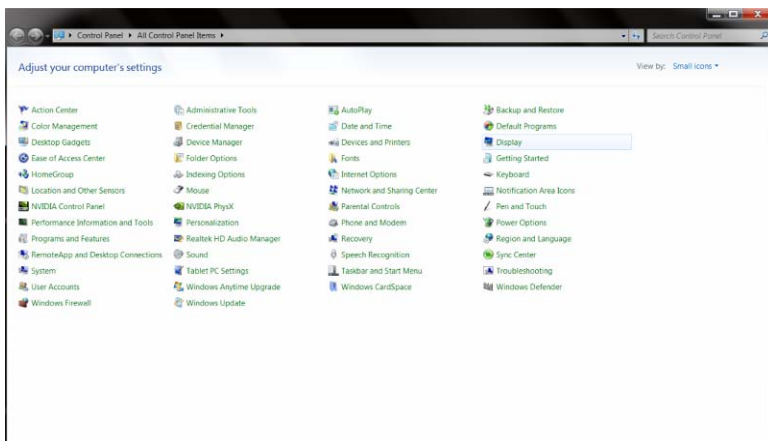 Control Panel ▸ All Control Panel Items ▸ Search Control Panel
Adjust your computer's settings View by: Small icons
Action Center Administrative Tools AutoPlay Backup and Restore
Color Management Credential Manager Date and Time Default Programs
Desktop Gadgets Device Manager Devices and Printers Display
Ease of Access Center Folder Options Fonts Getting Started
HomeGroup Indexing Options Internet Options Keyboard
Location and Other Sensors Mouse Network and Sharing Center Notification Area Icons
NVIDIA Control Panel NVIDIA PhysX Parental Controls Pen and Touch
Performance Information and Tools Personalization Phone and Modem Power Options
Programs and Features Realtek HD Audio Manager Recovery Region and Language
RemoteApp and Desktop Connections Sound Speech Recognition Sync Center
System Tablet PC Settings Taskbar and Start Menu Troubleshooting
User Accounts Windows Anytime Upgrade Windows CardSpace Windows Defender
Windows Firewall Windows Update